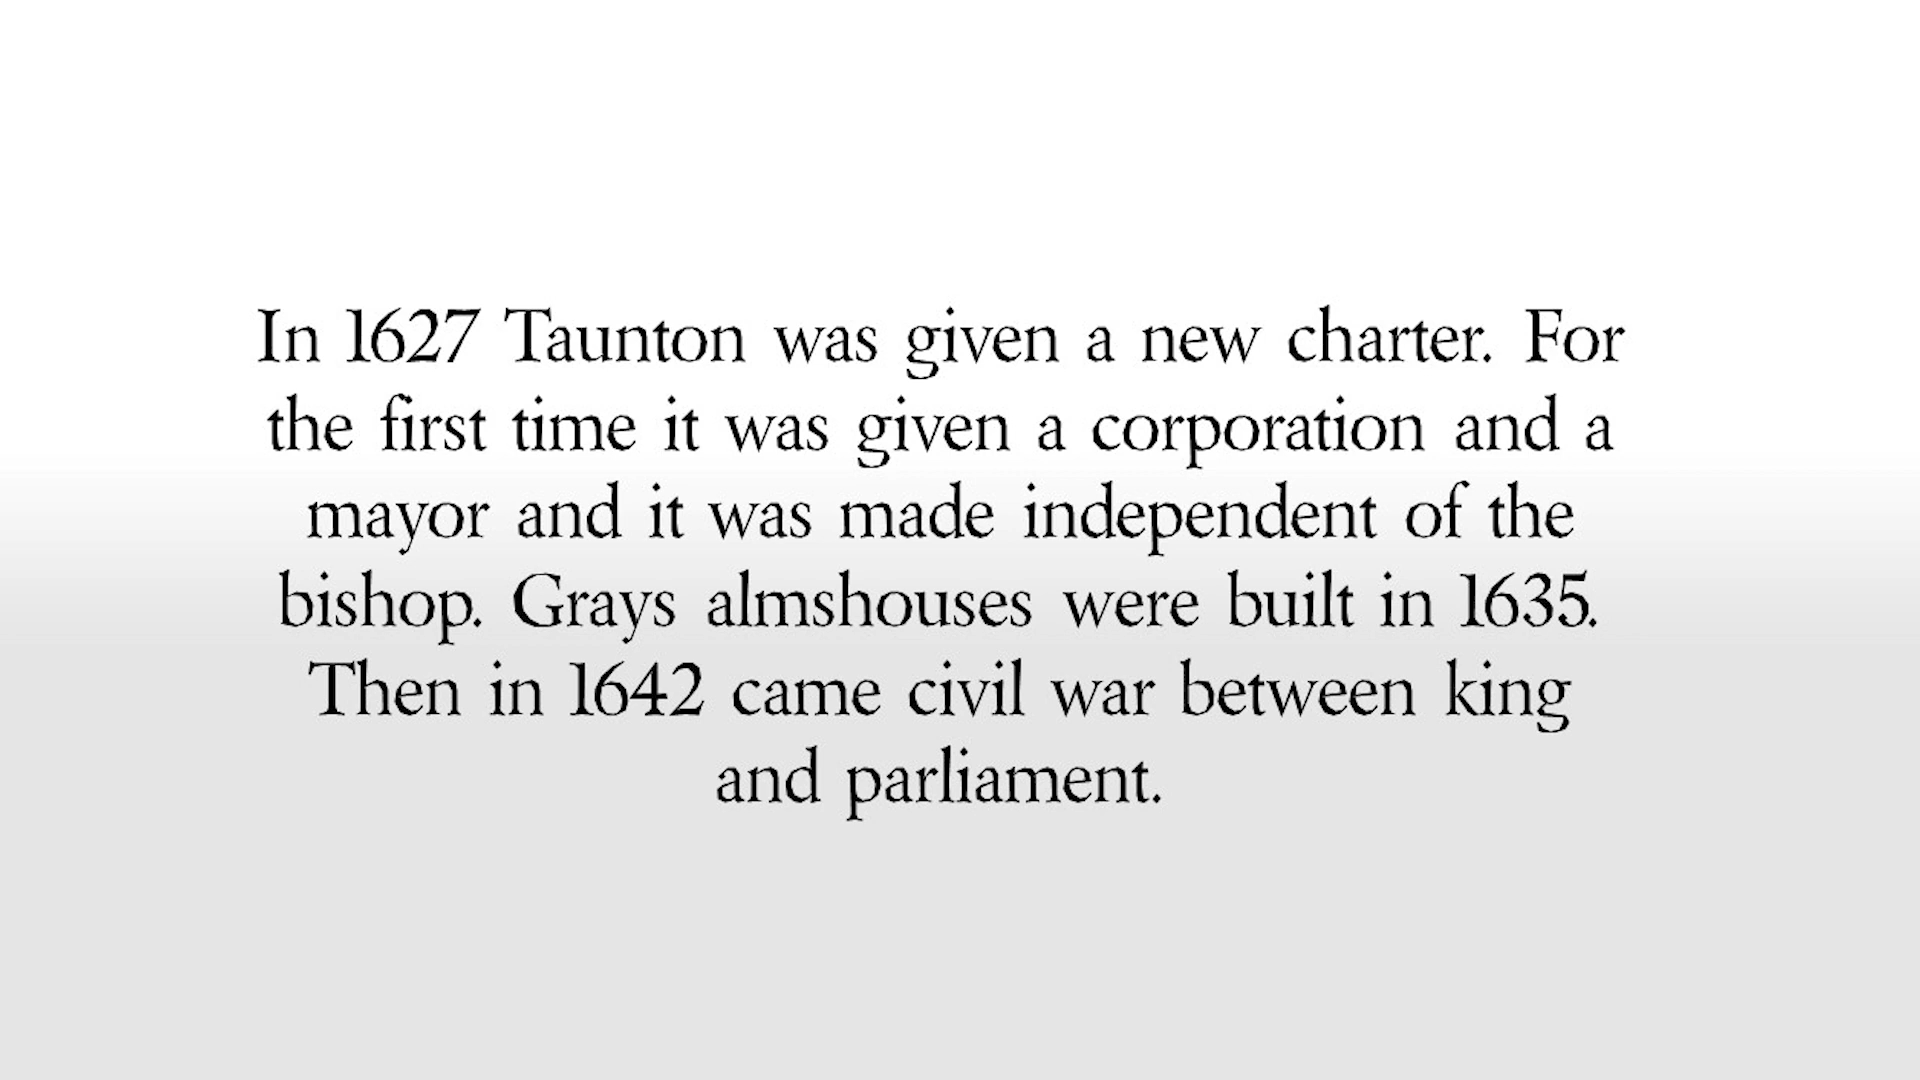 In 1627 Taunton was given a new charter. For
the first time it was given a corporation and a
mayor and it was made independent of the
bishop. Grays almshouses were built in 1635.
Then in 1642 came civil war between king
and parliament.